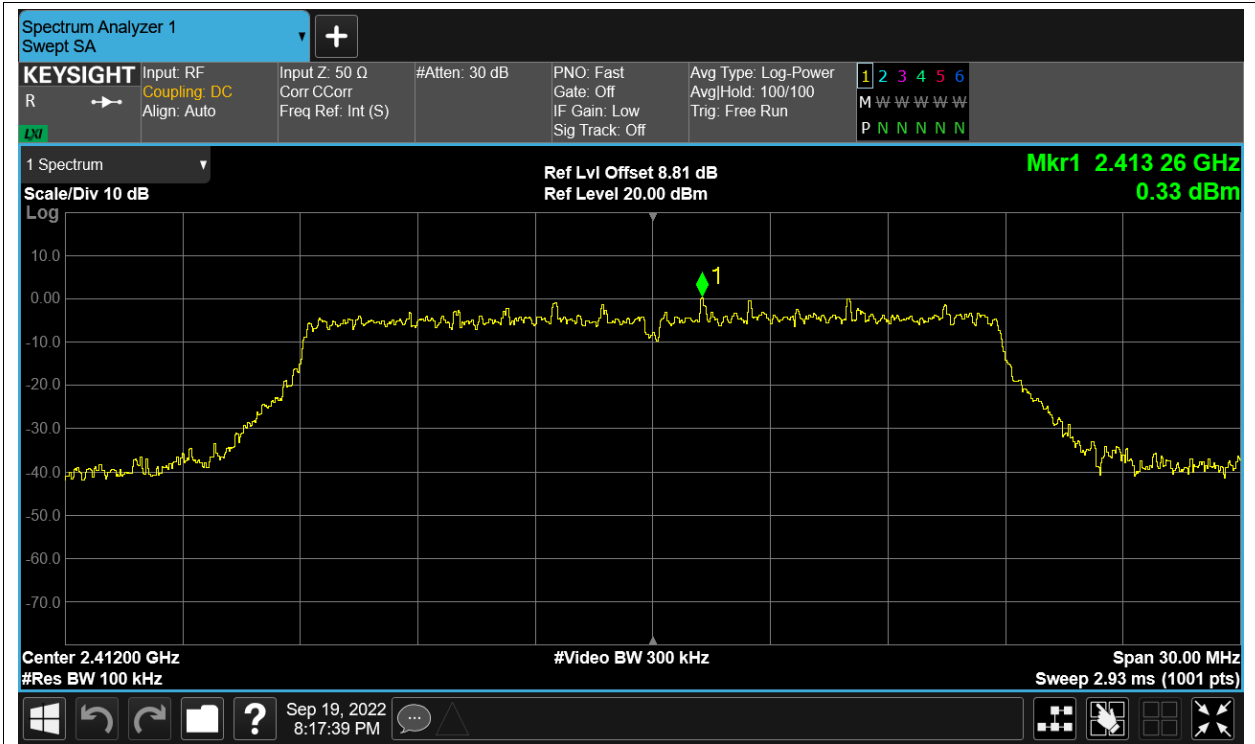 Spectrum Analyzer 1
Swept SA
+
KEYSIGHT
R
LXI
Input: RF
Coupling: DC
Align: Auto
Input Z: 50 Ω
Corr CCorr
Freq Ref: Int (S)
#Atten: 30 dB
PNO: Fast
Gate: Off
IF Gain: Low
Sig Track: Off
Avg Type: Log-Power
Avg|Hold: 100/100
Trig: Free Run
1 2 3 4 5 6
M W W W W W
P N N N N N
1 Spectrum
Scale/Div 10 dB
Ref Lvl Offset 8.81 dB
Ref Level 20.00 dBm
Mkr1 2.413 26 GHz
0.33 dBm
Log
10.0
0.00
-10.0
-20.0
-30.0
-40.0
-50.0
-60.0
-70.0
1
Center 2.41200 GHz
#Res BW 100 kHz
#Video BW 300 kHz
Span 30.00 MHz
Sweep 2.93 ms (1001 pts)
?
Sep 19, 2022
8:17:39 PM